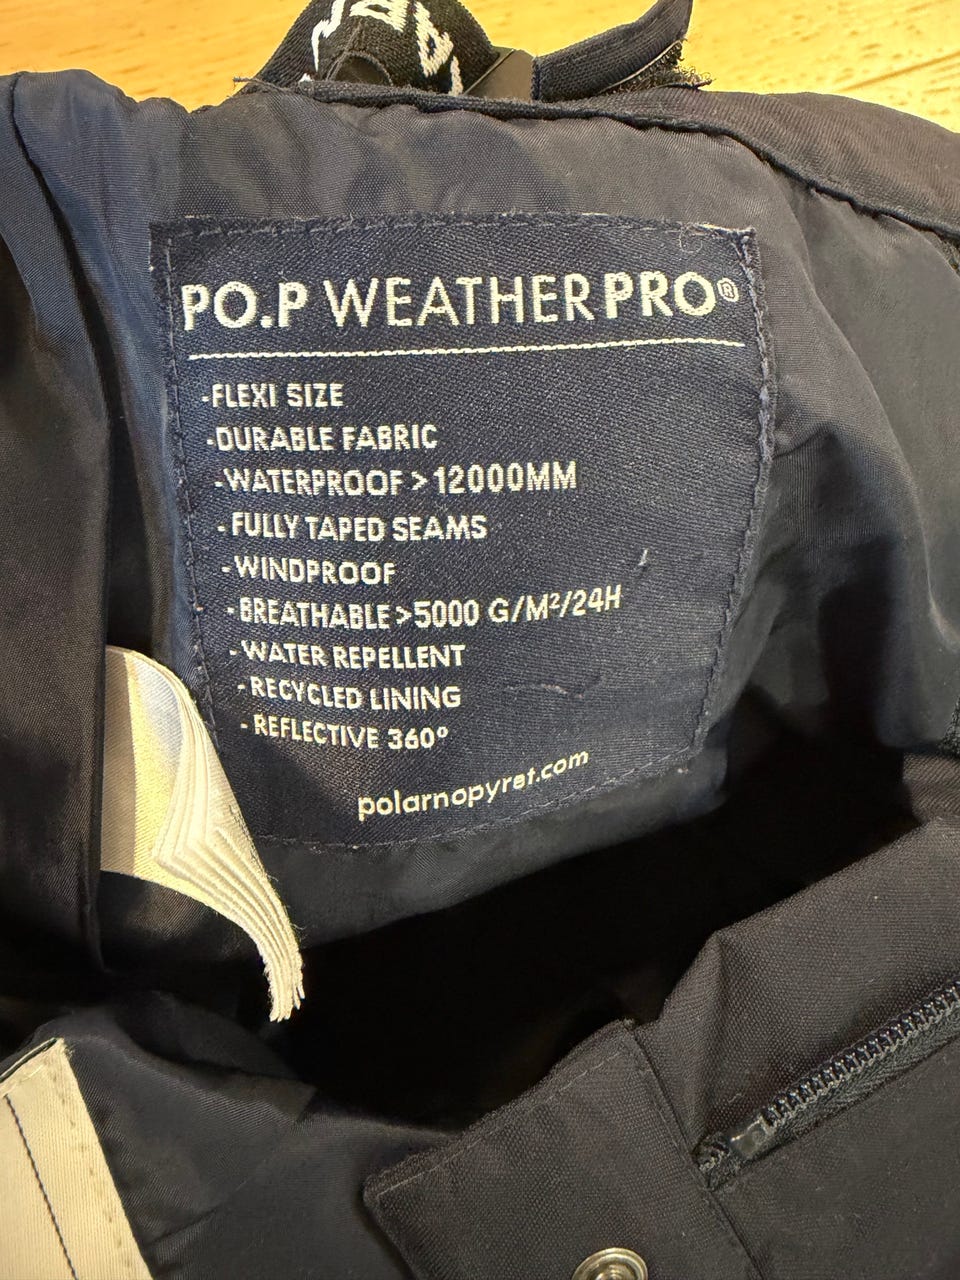 PO.P WEATHERPRO®
-FLEXI SIZE
-DURABLE FABRIC
-WATERPROOF >12000MM
-FULLY TAPED SEAMS
-WINDPROOF
-BREATHABLE >5000 G/M²/24H
-WATER REPELLENT
-RECYCLED LINING
-REFLECTIVE 360°
polarnopyret.com